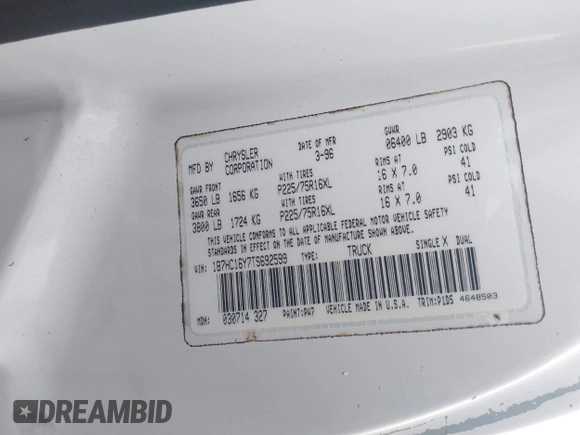 MFD BY CHRYSLER CORPORATION DATE OF MFR 3-96 GVWR 06400 LB 2903 KG
GAWR FRONT WITH TIRES RIMS AT PSI COLD
3650 LB 1656 KG P225/75R16XL 16 X 7.0 41
GAWR REAR WITH TIRES RIMS AT PSI COLD
3800 LB 1724 KG P225/75R16XL 16 X 7.0 41
THIS VEHICLE CONFORMS TO ALL APPLICABLE FEDERAL MOTOR VEHICLE SAFETY
STANDARDS IN EFFECT ON THE DATE OF MANUFACTURE SHOWN ABOVE.
VIN: 1B7HC16Y7TS692599 TYPE: TRUCK SINGLE X DUAL
MDH: 030714 327 PAINT:PW7 VEHICLE MADE IN U.S.A. TRIM:P1D5 4648503
DREAMBID